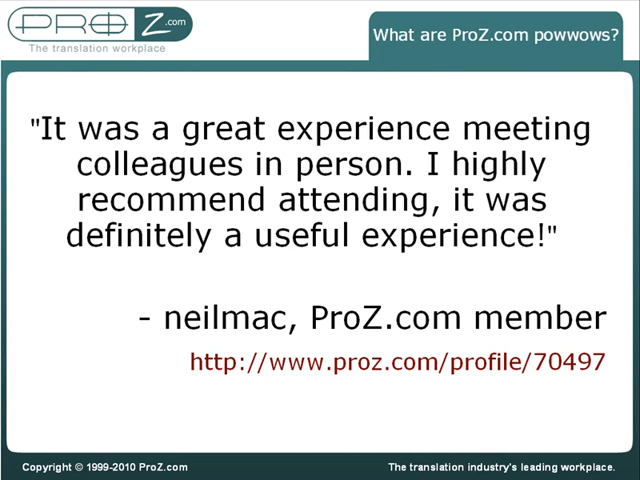 PROZ.com
The translation workplace
What are ProZ.com powwows?
"It was a great experience meeting
colleagues in person. I highly
recommend attending, it was
definitely a useful experience!"
- neilmac, ProZ.com member
http://www.proz.com/profile/70497
Copyright © 1999-2010 ProZ.com
The translation industry's leading workplace.